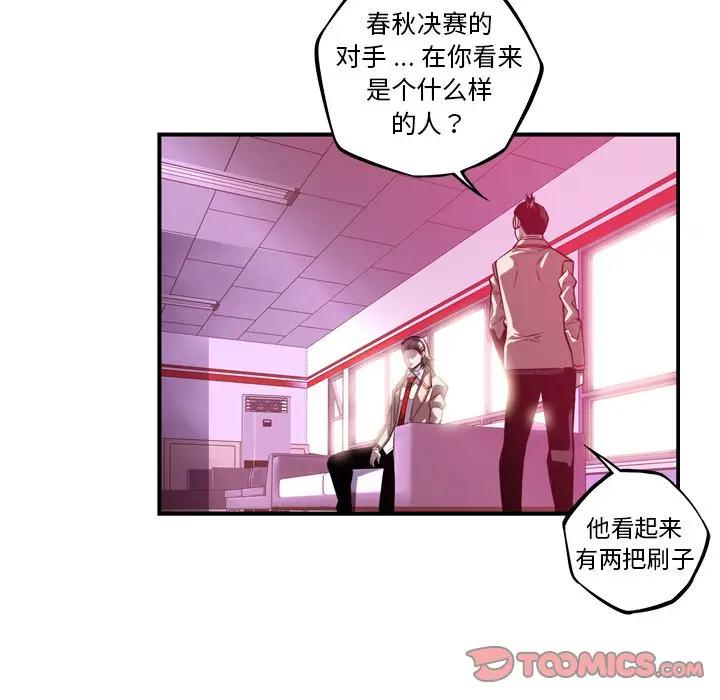 春秋决赛的
对手 ... 在你看来
是个什么样
的人？
他看起来
有两把刷子
TOOMICS.COM